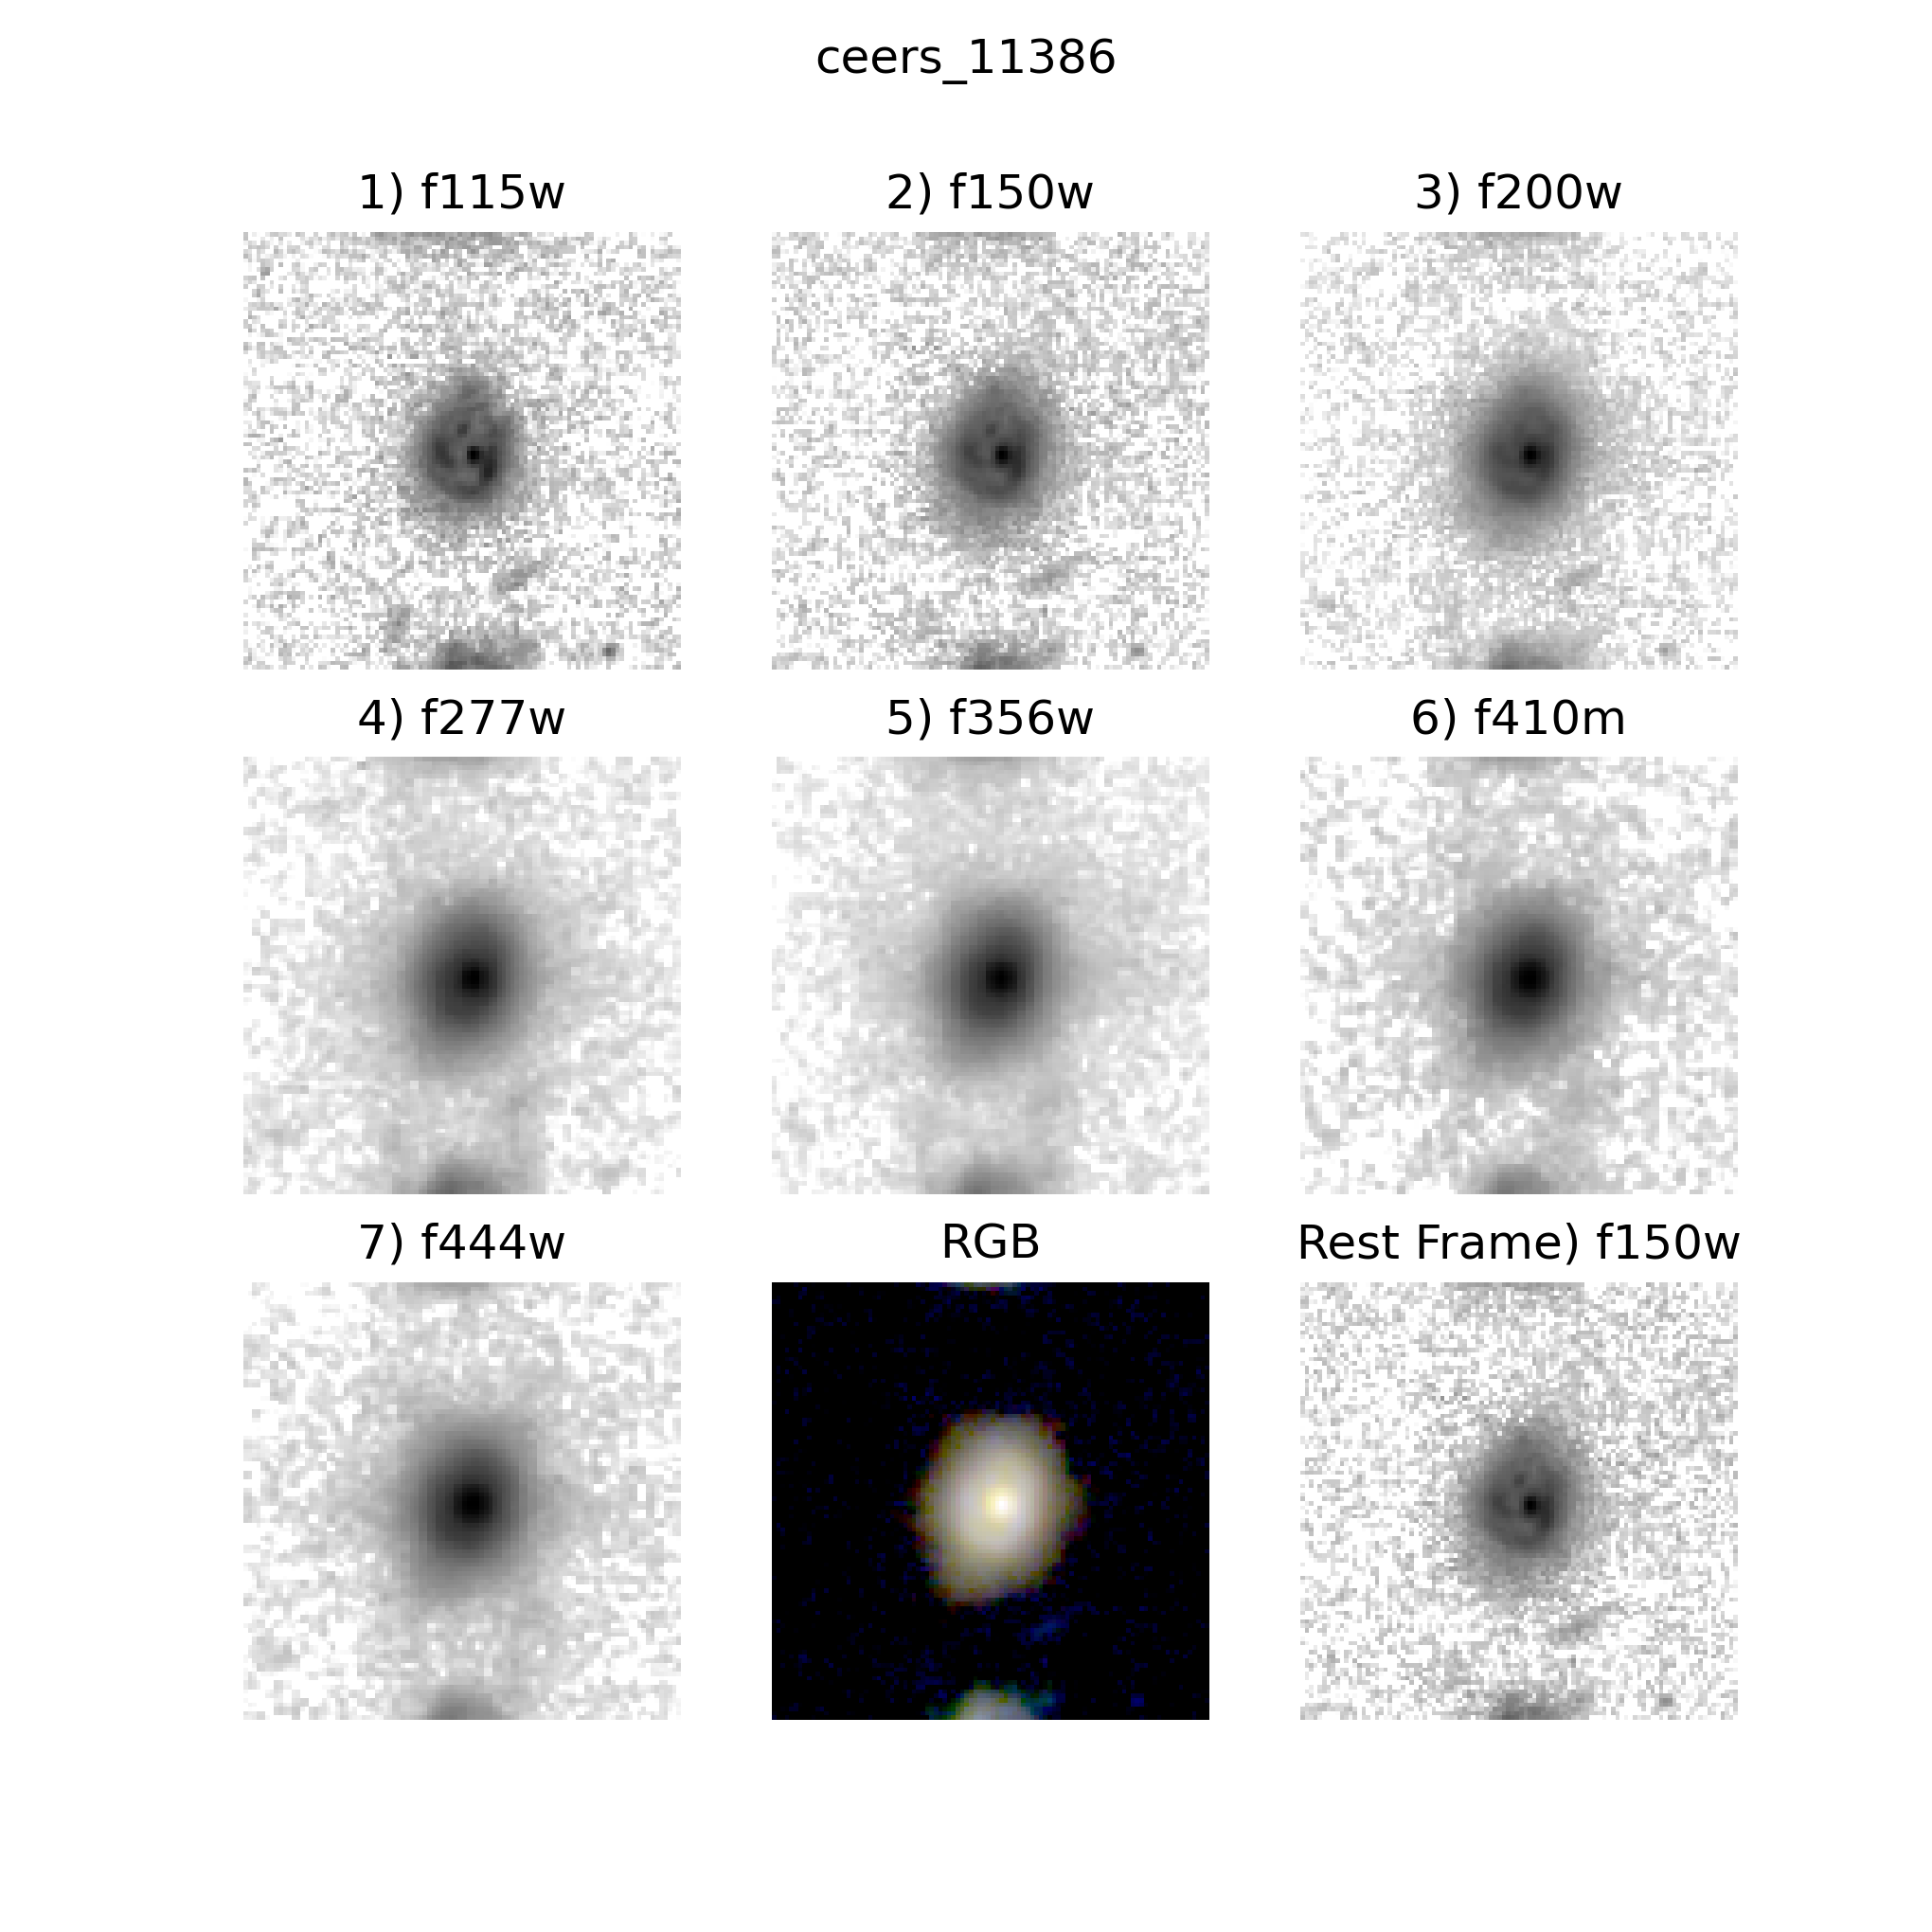 ceers_11386
1) f115w
2) f150w
3) f200w
4) f277w
5) f356w
6) f410m
7) f444w
RGB
Rest Frame) f150w